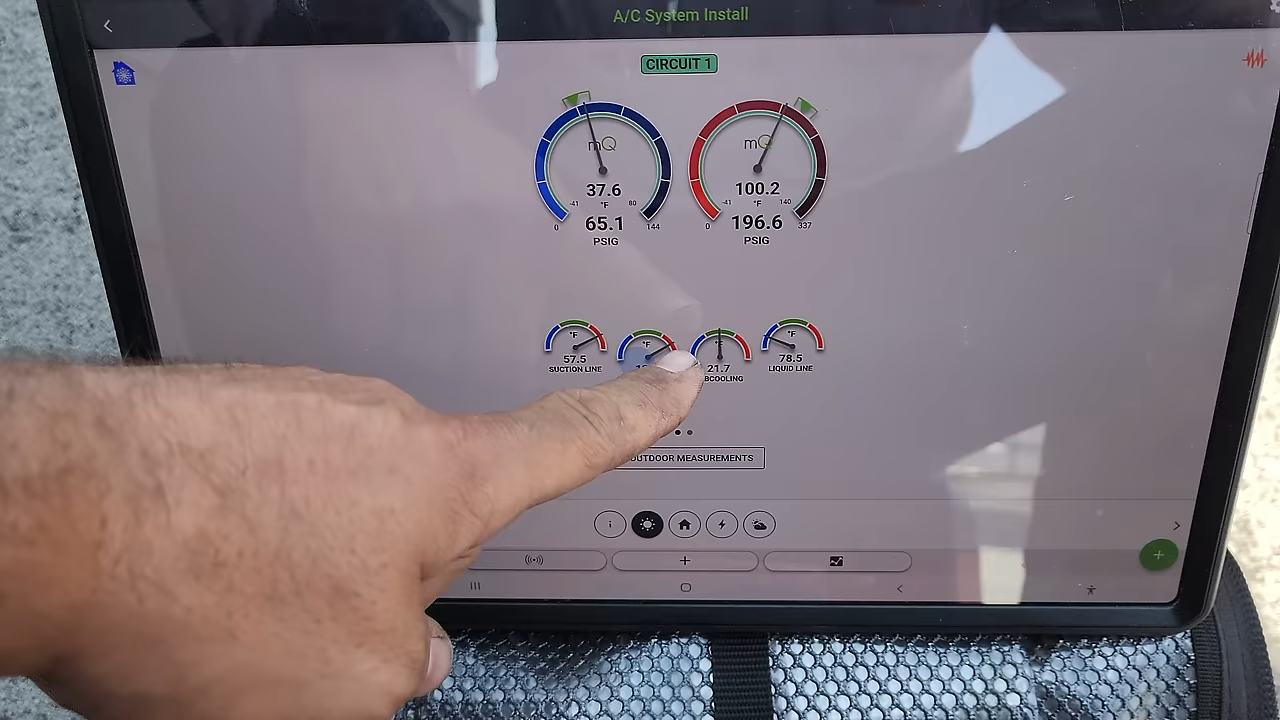 A/C System Install
CIRCUIT 1
mQ
37.6
-41 °F 80
65.1
0 144
PSIG
mQ
100.2
-41 °F 140
196.6
0 337
PSIG
°F
57.5
SUCTION LINE
°F
°F
21.7
BCOOLING
°F
78.5
LIQUID LINE
OUTDOOR MEASUREMENTS